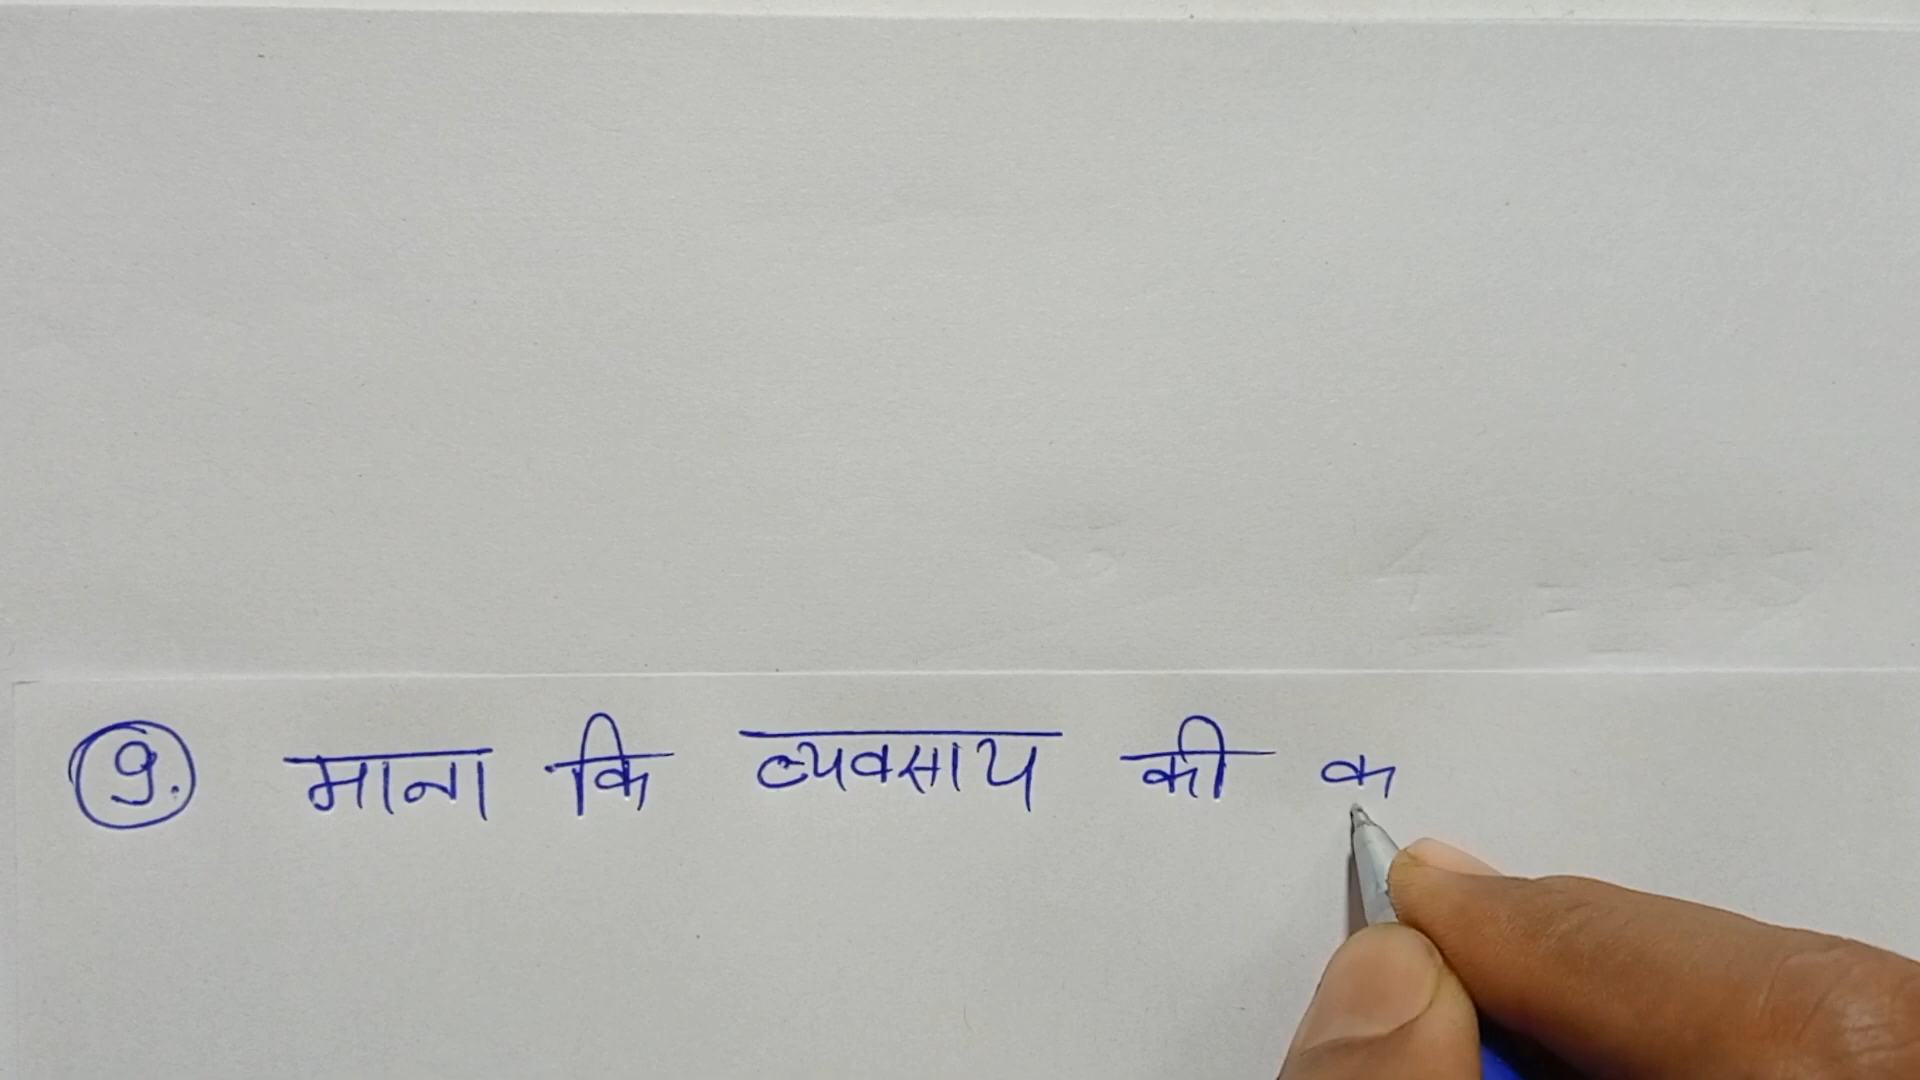 9. माना कि व्यवसाय की क